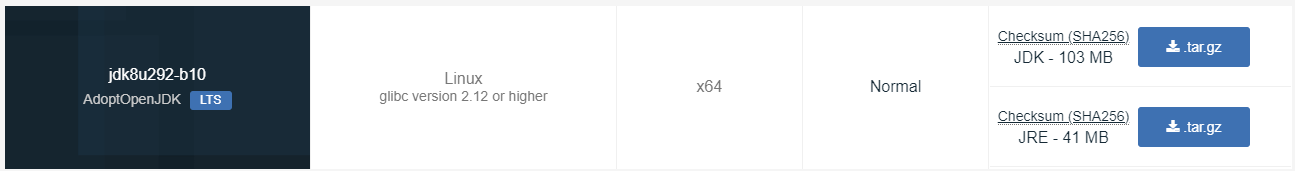 jdk8u292-b10
AdoptOpenJDK LTS
Linux
glibc version 2.12 or higher
x64
Normal
Checksum (SHA256)
JDK - 103 MB
.tar.gz
Checksum (SHA256)
JRE - 41 MB
.tar.gz